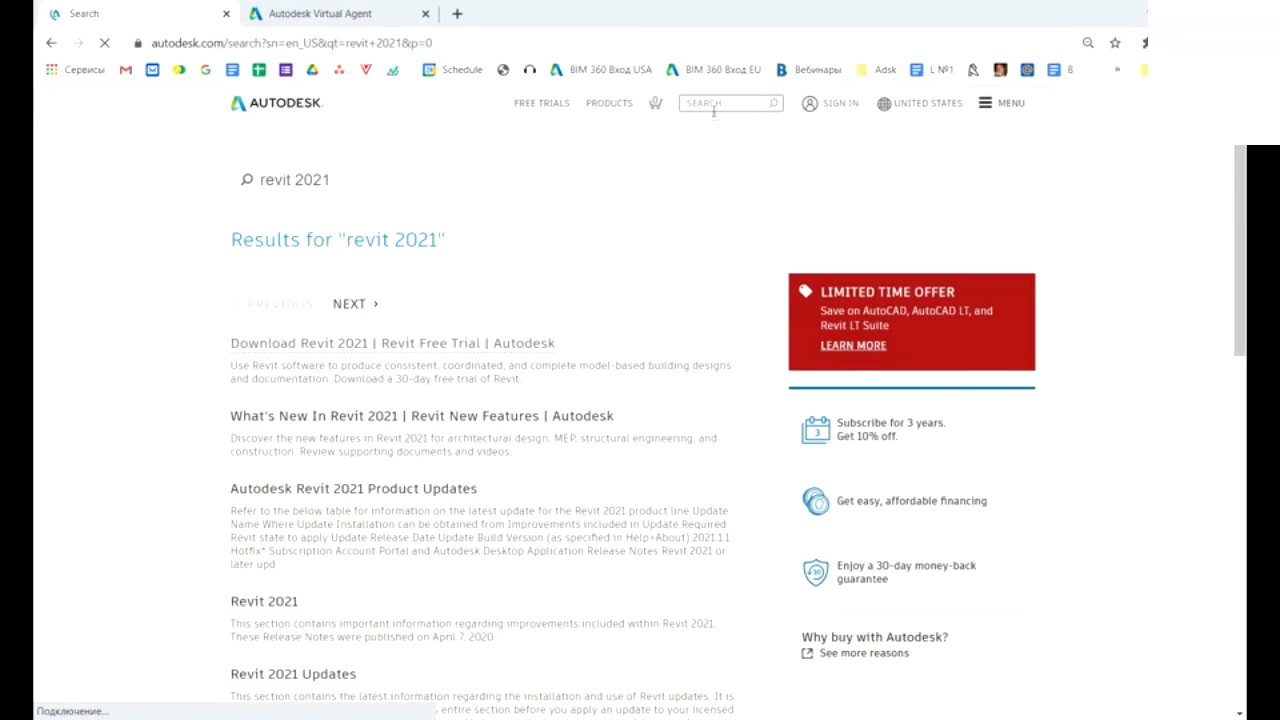 Search
Autodesk Virtual Agent
autodesk.com/search?sn=en_US&qt=revit+2021&p=0
Сервисы
Schedule
BIM 360 Вход USA
BIM 360 Вход EU
Вебинары
Adsk
L №1
В
»
AUTODESK.
FREE TRIALS
PRODUCTS
SEARCH
SIGN IN
UNITED STATES
MENU
revit 2021
Results for "revit 2021"
‹ PREVIOUS
NEXT ›
Download Revit 2021 | Revit Free Trial | Autodesk
Use Revit software to produce consistent, coordinated, and complete model-based building designs
and documentation. Download a 30-day free trial of Revit.
What's New In Revit 2021 | Revit New Features | Autodesk
Discover the new features in Revit 2021 for architectural design, MEP, structural engineering, and
construction. Review supporting documents and videos.
Autodesk Revit 2021 Product Updates
Refer to the below table for information on the latest update for the Revit 2021 product line Update
Name Where Update Installation can be obtained from Improvements included in Update Required
Revit state to apply Update Release Date Update Build Version (as specified in Help>About) 2021.1.1
Hotfix* Subscription Account Portal and Autodesk Desktop Application Release Notes Revit 2021 or
later upd
Revit 2021
This section contains important information regarding improvements included within Revit 2021.
These Release Notes were published on April 7, 2020
Revit 2021 Updates
This section contains the latest information regarding the installation and use of Revit updates. It is
entire section before you apply an update to your licensed
LIMITED TIME OFFER
Save on AutoCAD, AutoCAD LT, and
Revit LT Suite
LEARN MORE
3
Subscribe for 3 years.
Get 10% off.
Get easy, affordable financing
30
Enjoy a 30-day money-back
guarantee
Why buy with Autodesk?
See more reasons
Подключение...